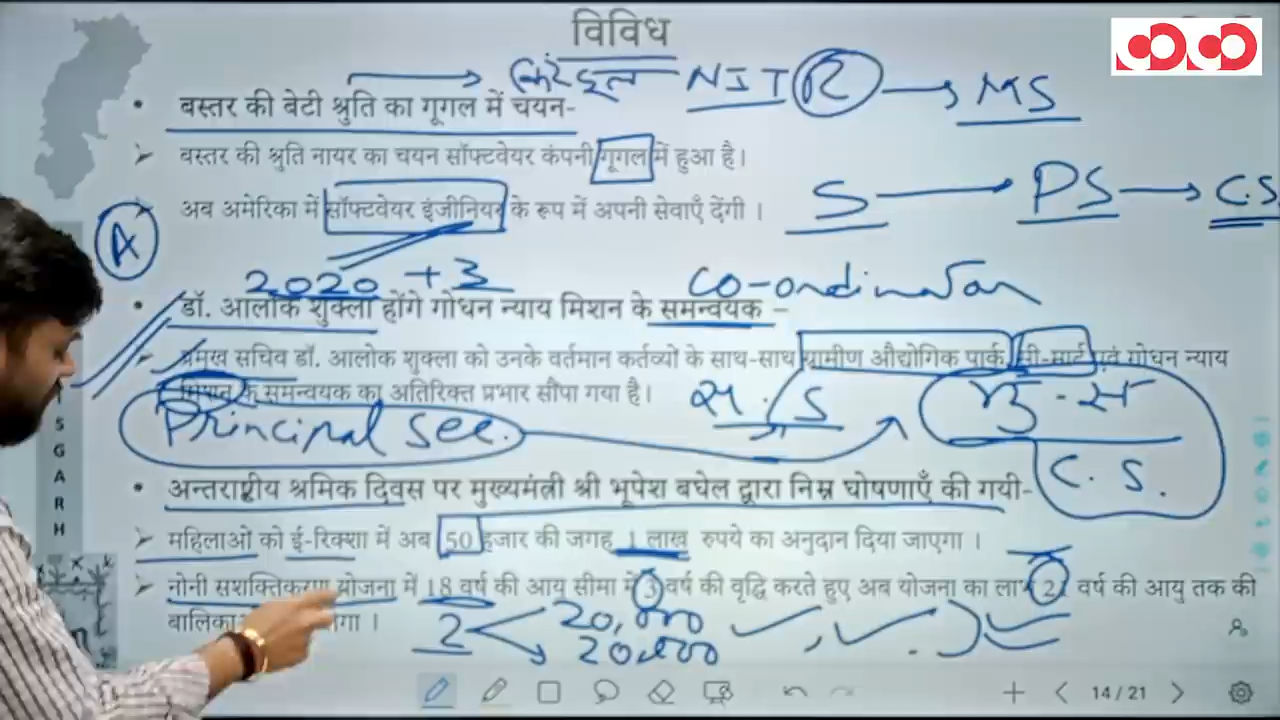 विविध
करंट NIT R → MS
• बस्तर की बेटी श्रुति का गूगल में चयन-
➢ बस्तर की श्रुति नायर का चयन सॉफ्टवेयर कंपनी गूगल में हुआ है।
S → PS → C.S.
अब अमेरिका में सॉफ्टवेयर इंजीनियर के रूप में अपनी सेवाएँ देंगी ।
A
2020 + 3 co-ordinator
• डॉ. आलोक शुक्ला होंगे गोधन न्याय मिशन के समन्वयक –
➢ प्रमुख सचिव डॉ. आलोक शुक्ला को उनके वर्तमान कर्तव्यों के साथ-साथ ग्रामीण औद्योगिक पार्क, सी-मार्ट एवं गोधन न्याय
मिशन के समन्वयक का अतिरिक्त प्रभार सौंपा गया है।
स. / S मु - स
Principal sec. C. S.
• अन्तराष्ट्रीय श्रमिक दिवस पर मुख्यमंत्री श्री भूपेश बघेल द्वारा निम्न घोषणाएँ की गयी-
➢ महिलाओं को ई-रिक्शा में अब 50 हजार की जगह 1 लाख रुपये का अनुदान दिया जाएगा ।
➢ नोनी सशक्तिकरण योजना में 18 वर्ष की आयु सीमा में 3 वर्ष की वृद्धि करते हुए अब योजना का ला 2 वर्ष की आयु तक की
2 20,000
20,000
S G A R H
14 / 21